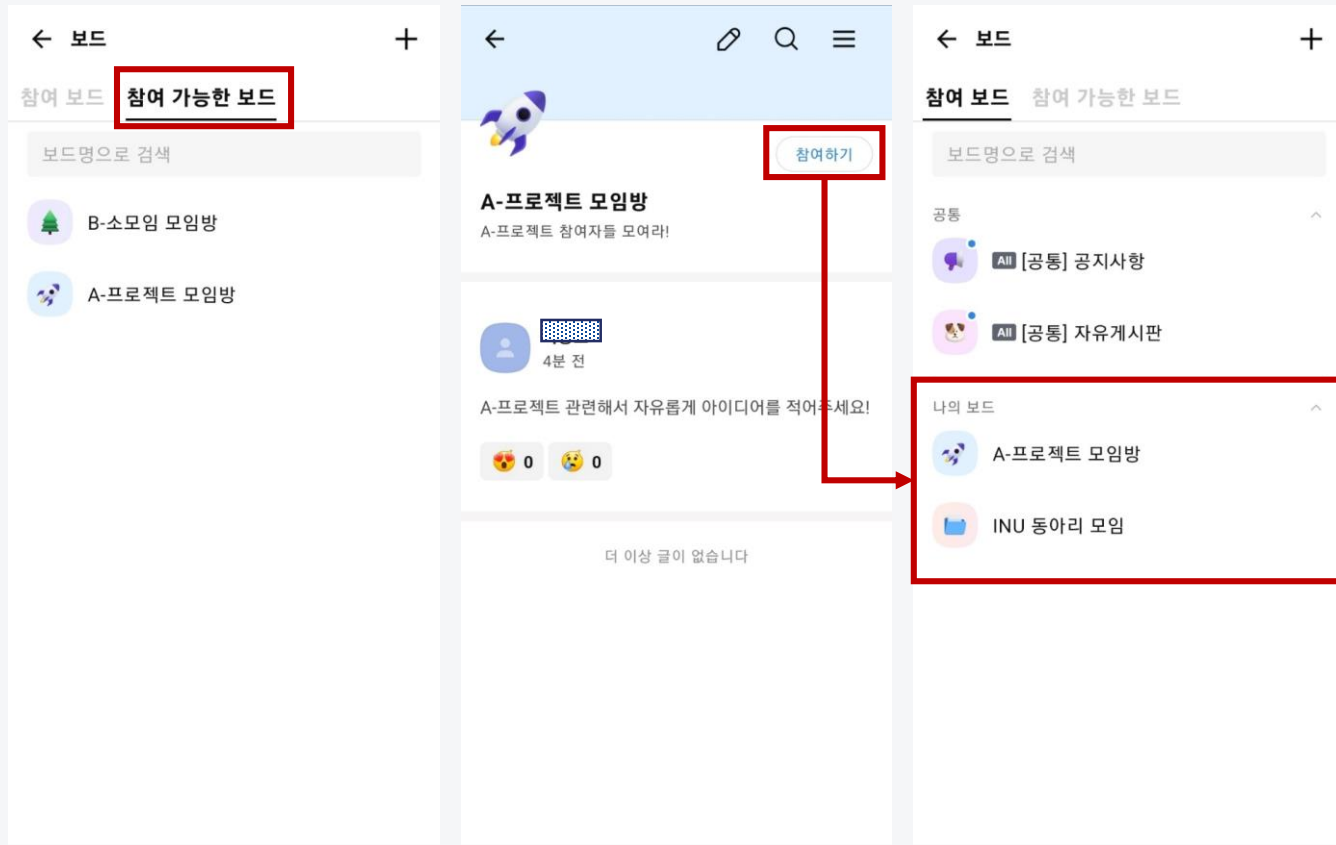 보드
참여 보드 참여 가능한 보드
보드명으로 검색
B-소모임 모임방
A-프로젝트 모임방
참여하기
A-프로젝트 모임방
A-프로젝트 참여자들 모여라!
4분 전
A-프로젝트 관련해서 자유롭게 아이디어를 적어주세요!
0 0
더 이상 글이 없습니다
보드
참여 보드 참여 가능한 보드
보드명으로 검색
공통
All [공통] 공지사항
All [공통] 자유게시판
나의 보드
A-프로젝트 모임방
INU 동아리 모임